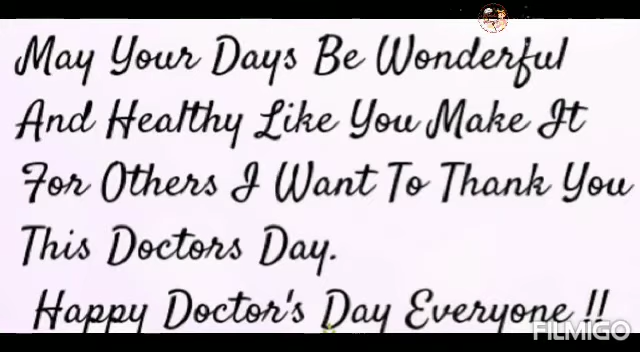 May Your Days Be Wonderful
And Healthy Like You Make It
For Others I Want To Thank You
This Doctors Day.
Happy Doctor's Day Everyone !!
FILMIGO